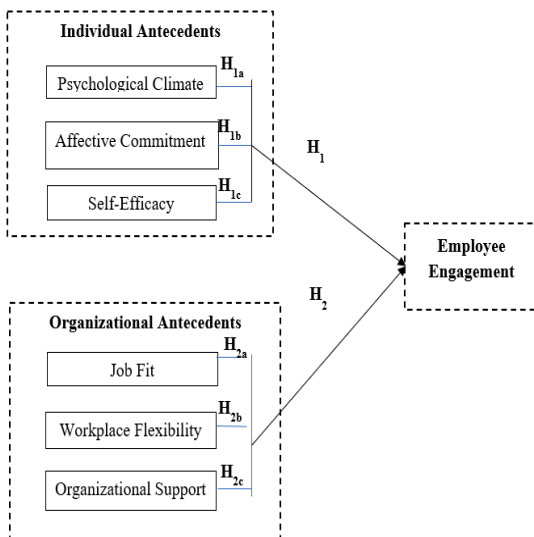 Individual Antecedents
H1a
Psychological Climate
H1b
Affective Commitment
H1
H1c
Self-Efficacy
Employee
Engagement
H2
Organizational Antecedents
H2a
Job Fit
H2b
Workplace Flexibility
H2c
Organizational Support